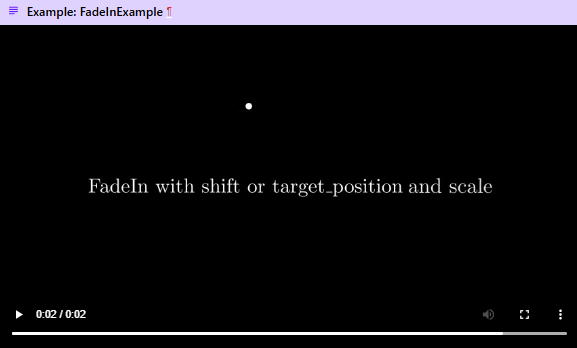 Example: FadeInExample ¶
FadeIn with shift or target_position and scale
0:02 / 0:02